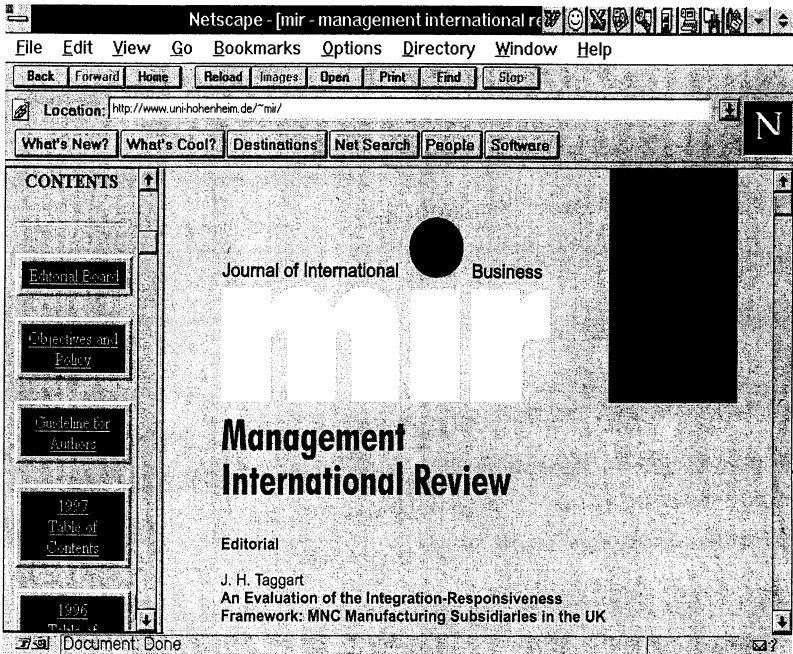 Netscape - [mir - management international re
File Edit View Go Bookmarks Options Directory Window Help
Back Forward Home Reload Images Open Print Find Stop
Location: http://www.uni-hohenheim.de/~mir/
N
What's New? What's Cool? Destinations Net Search People Software
CONTENTS
Editorial Board
Objectives and
Policy
Guideline for
Authors
1997
Table of
Contents
1996
Table of
Journal of International Business
mir
Management
International Review
Editorial
J. H. Taggart
An Evaluation of the Integration-Responsiveness
Framework: MNC Manufacturing Subsidiaries in the UK
Document: Done
?